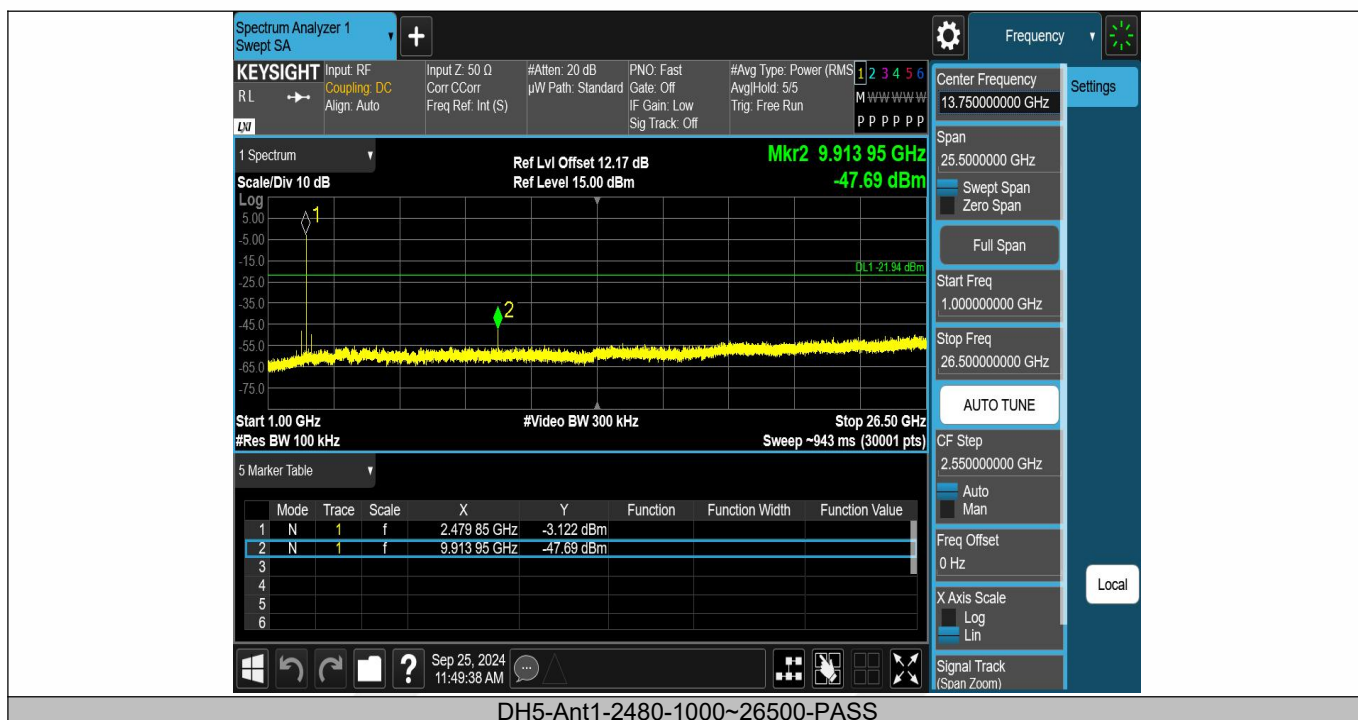 Spectrum Analyzer 1
Swept SA
+
Frequency
KEYSIGHT
RL
LXI
Input: RF
Coupling: DC
Align: Auto
Input Z: 50 Ω
Corr CCorr
Freq Ref: Int (S)
#Atten: 20 dB
µW Path: Standard
PNO: Fast
Gate: Off
IF Gain: Low
Sig Track: Off
#Avg Type: Power (RMS
Avg|Hold: 5/5
Trig: Free Run
1 2 3 4 5 6
M W W W W W
P P P P P P
1 Spectrum
Scale/Div 10 dB
Ref Lvl Offset 12.17 dB
Ref Level 15.00 dBm
Mkr2 9.913 95 GHz
-47.69 dBm
Log
5.00
-5.00
-15.0
-25.0
-35.0
-45.0
-55.0
-65.0
-75.0
1
2
DL1 -21.94 dBm
Start 1.00 GHz
#Video BW 300 kHz
Stop 26.50 GHz
#Res BW 100 kHz
Sweep ~943 ms (30001 pts)
5 Marker Table
Mode Trace Scale X Y Function Function Width Function Value
1 N 1 f 2.479 85 GHz -3.122 dBm
2 N 1 f 9.913 95 GHz -47.69 dBm
3
4
5
6
?
Sep 25, 2024
11:49:38 AM
Center Frequency
13.750000000 GHz
Settings
Span
25.5000000 GHz
Swept Span
Zero Span
Full Span
Start Freq
1.000000000 GHz
Stop Freq
26.500000000 GHz
AUTO TUNE
CF Step
2.550000000 GHz
Auto
Man
Freq Offset
0 Hz
Local
X Axis Scale
Log
Lin
Signal Track
(Span Zoom)
DH5-Ant1-2480-1000~26500-PASS